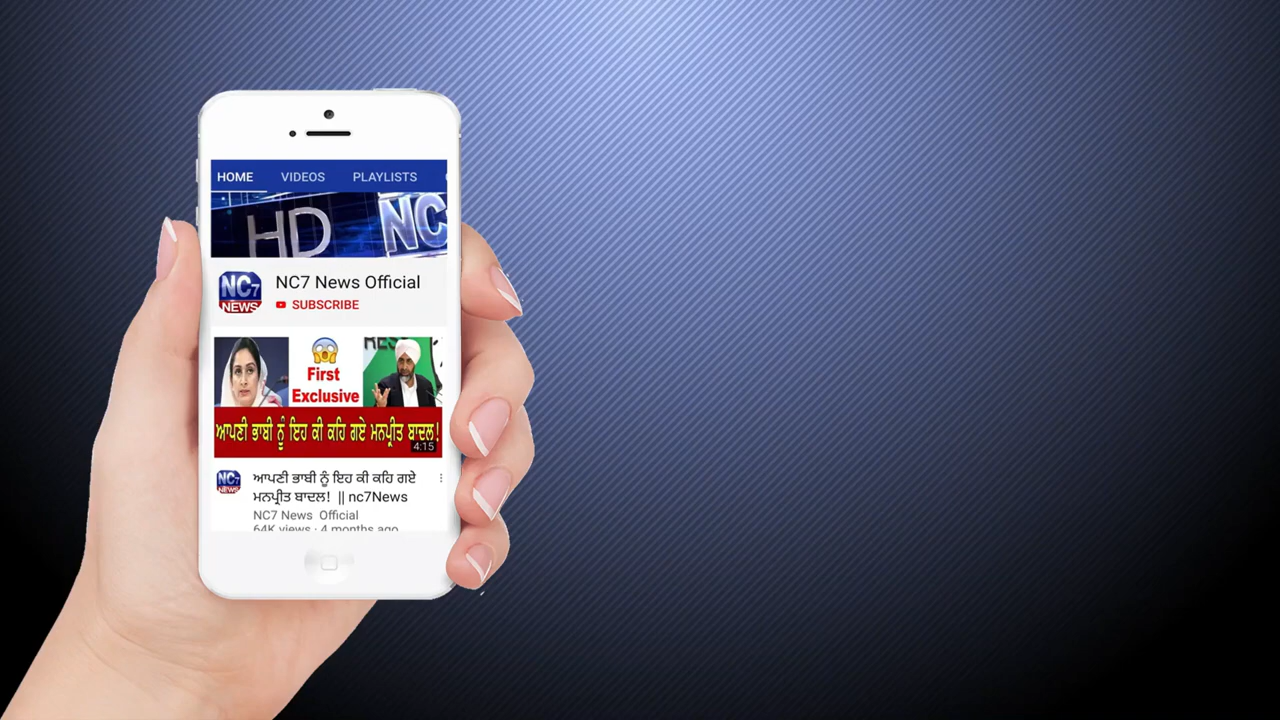 HOME VIDEOS PLAYLISTS
HD NC
NC7 NEWS
NC7 News Official
SUBSCRIBE
First
Exclusive
ਆਪਣੀ ਭਾਬੀ ਨੂੰ ਇਹ ਕੀ ਕਹਿ ਗਏ ਮਨਪ੍ਰੀਤ ਬਾਦਲ!
4:15
NC7 NEWS
ਆਪਣੀ ਭਾਬੀ ਨੂੰ ਇਹ ਕੀ ਕਹਿ ਗਏ
ਮਨਪ੍ਰੀਤ ਬਾਦਲ! || nc7News
NC7 News Official
64K views · 4 months ago